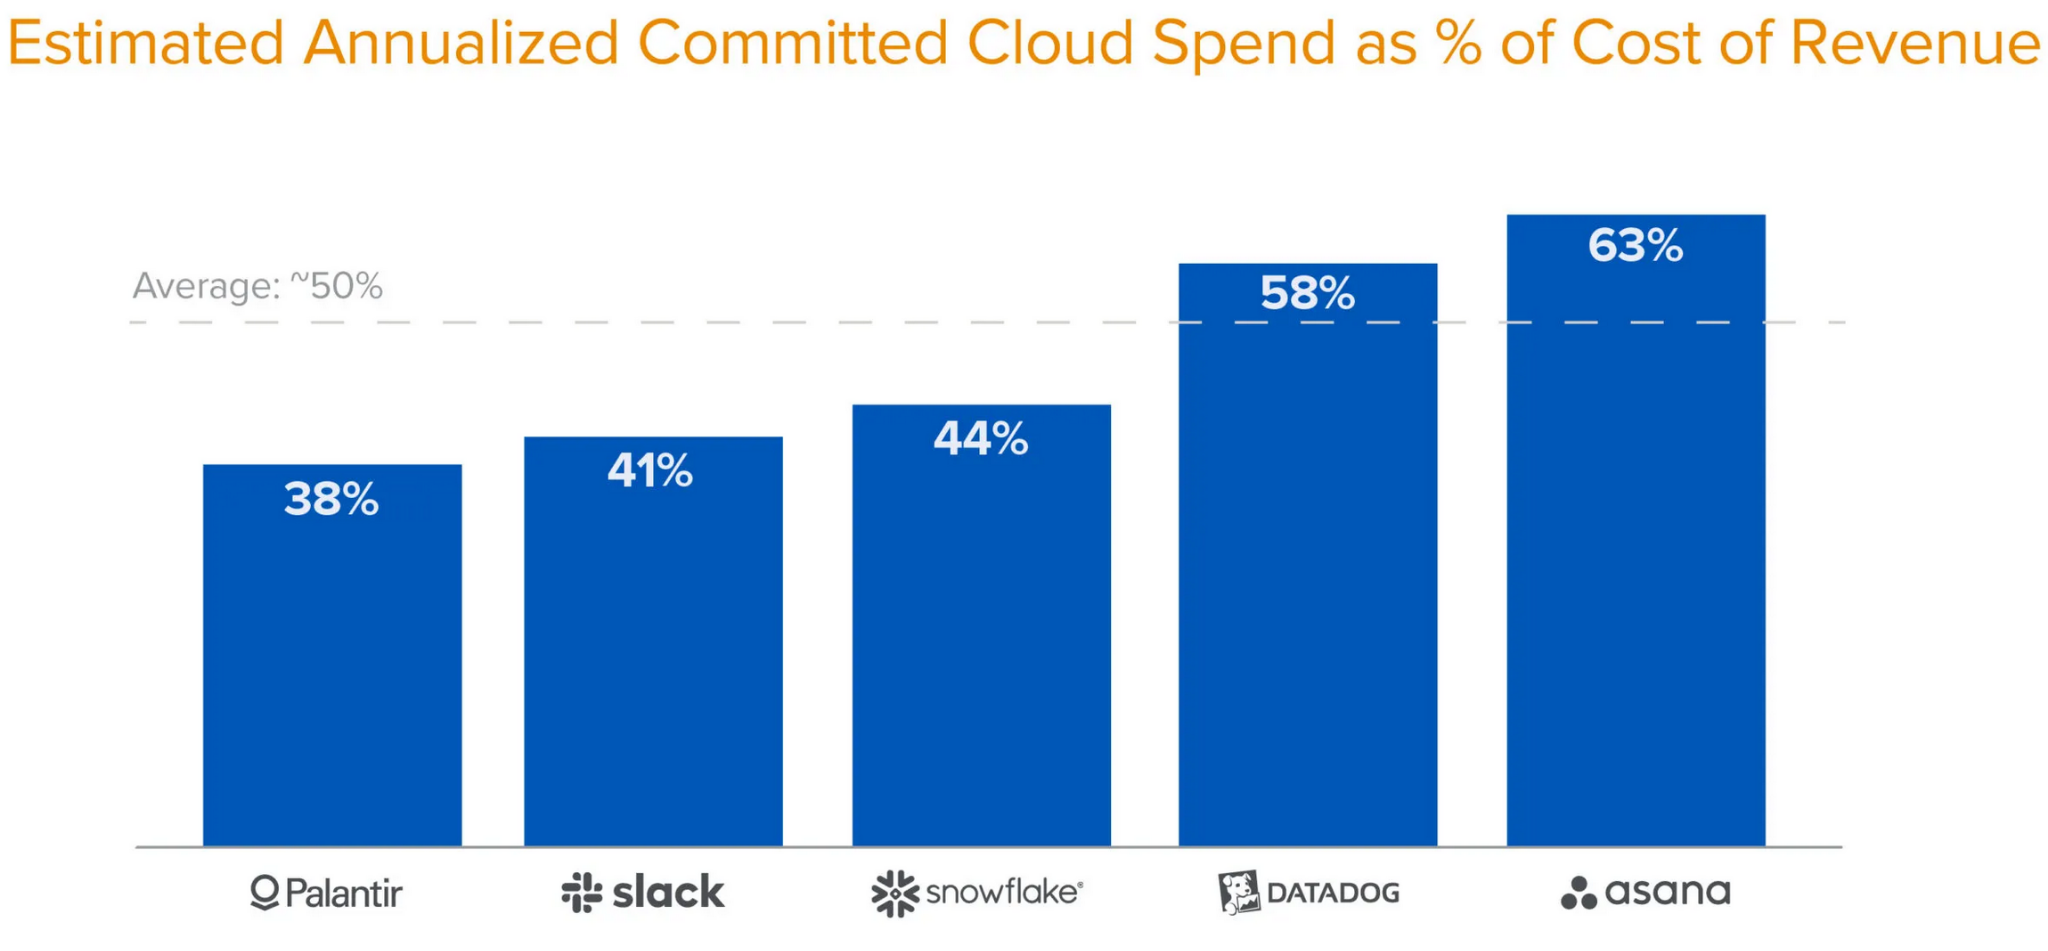 Estimated Annualized Committed Cloud Spend as % of Cost of Revenue
Average: ~50%
38%
41%
44%
58%
63%
Palantir
slack
snowflake®
DATADOG
asana